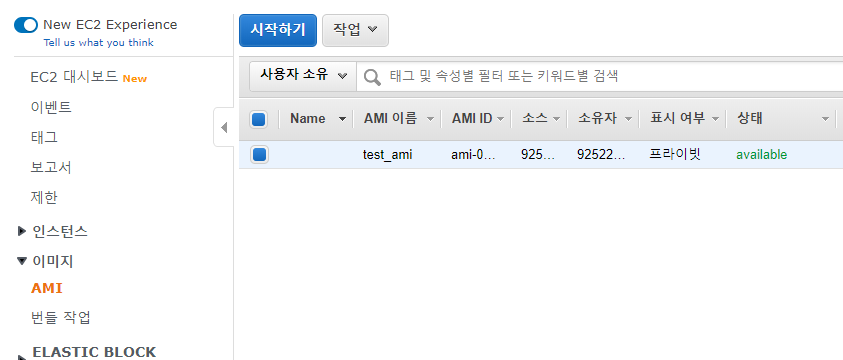 New EC2 Experience
Tell us what you think
EC2 대시보드 New
이벤트
태그
보고서
제한
인스턴스
이미지
AMI
번들 작업
ELASTIC BLOCK
시작하기 작업
사용자 소유 태그 및 속성별 필터 또는 키워드별 검색
Name AMI 이름 AMI ID 소스 소유자 표시 여부 상태
test_ami ami-0... 925... 92522... 프라이빗 available